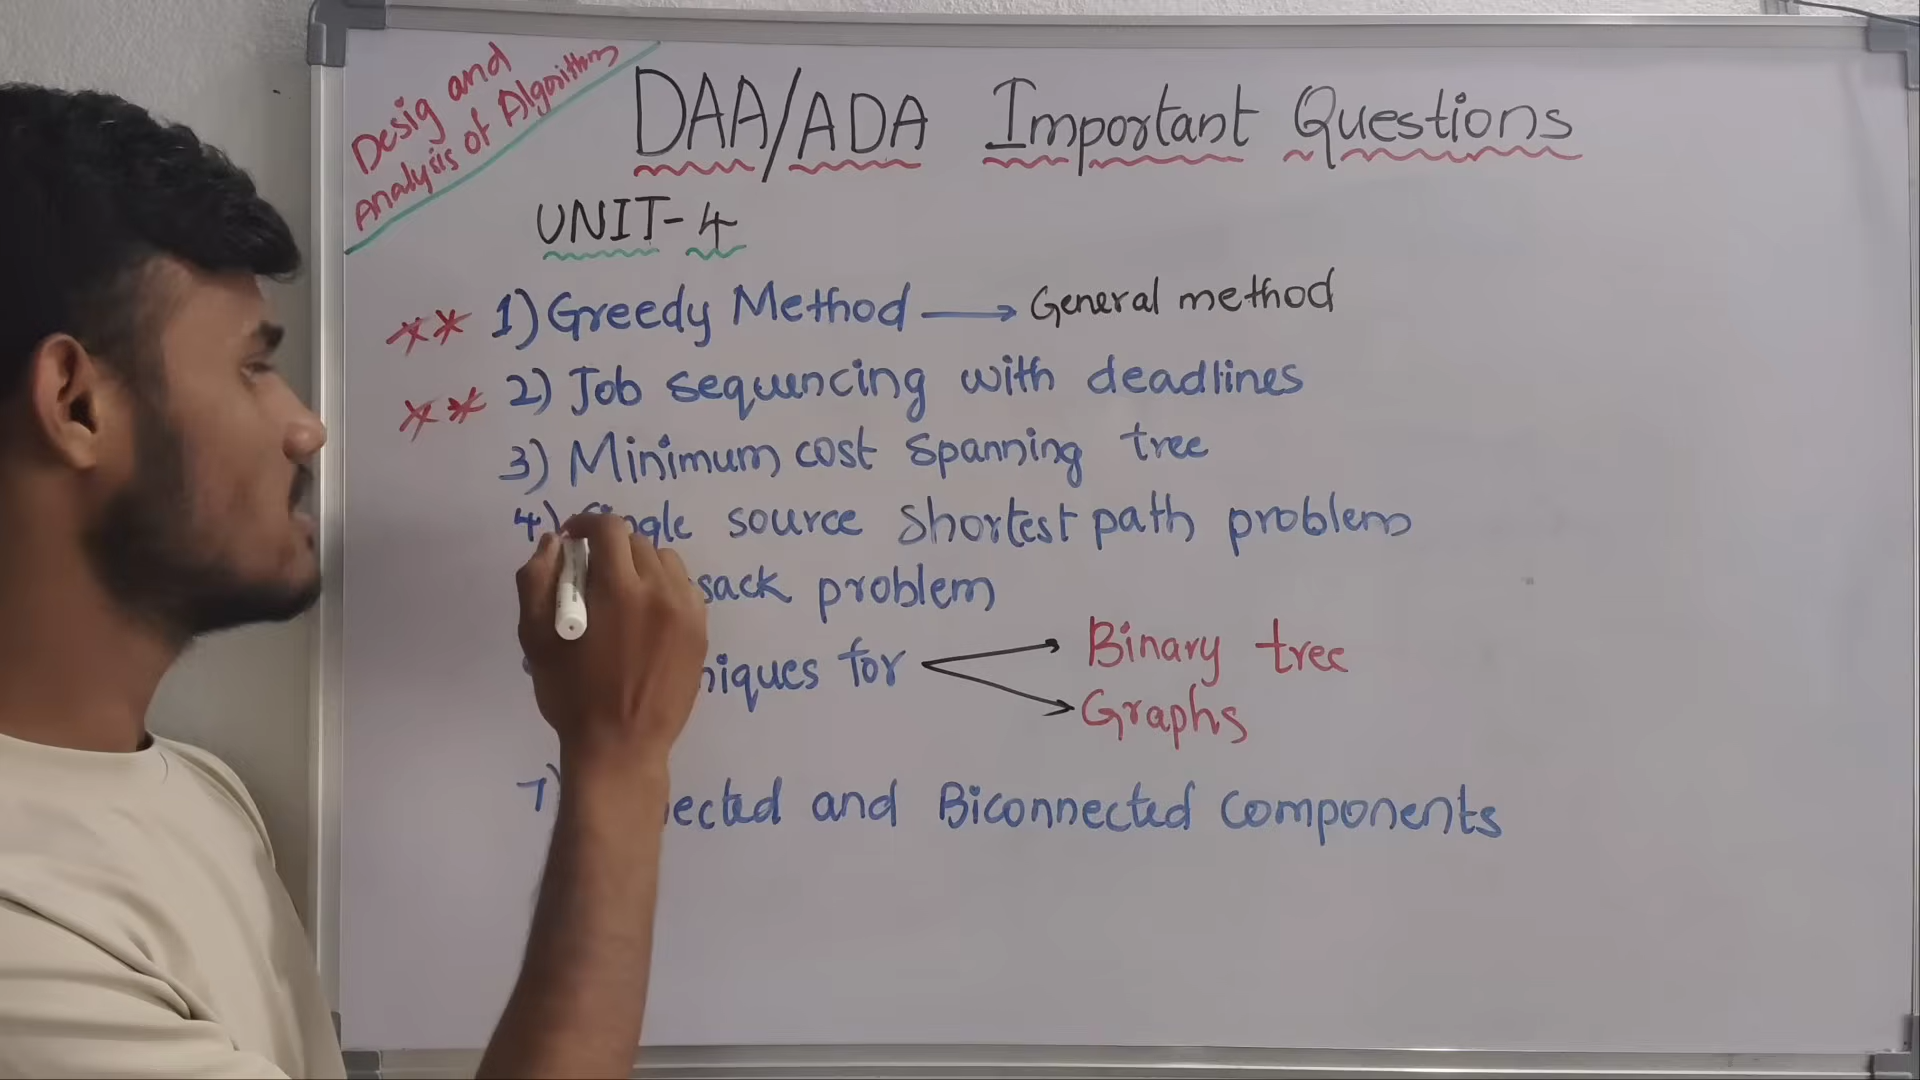 Desig and
Analysis of Algorithm
DAA/ADA Important Questions
UNIT-4
** 1) Greedy Method → General method
** 2) Job sequencing with deadlines
3) Minimum cost spanning tree
4) Single source shortest path problem
sack problem
niques for
Binary tree
Graphs
7) ected and Biconnected components